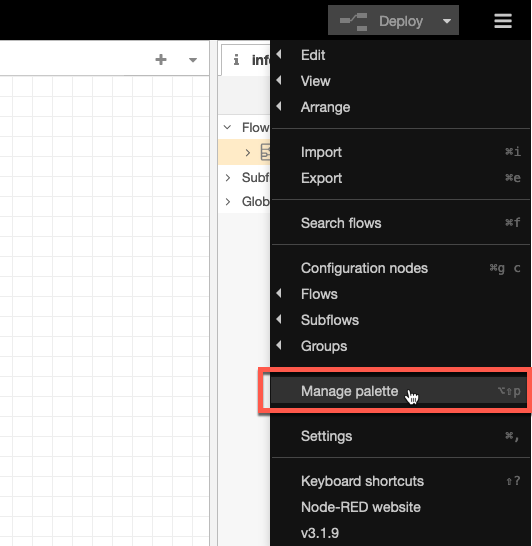 Deploy
+
i info
Edit
View
Arrange
Flow
Import ⌘i
Export ⌘e
Subf
Glob
Search flows ⌘f
Configuration nodes ⌘g c
Flows
Subflows
Groups
Manage palette ⌥⇧p
Settings ⌘,
Keyboard shortcuts ⇧?
Node-RED website
v3.1.9